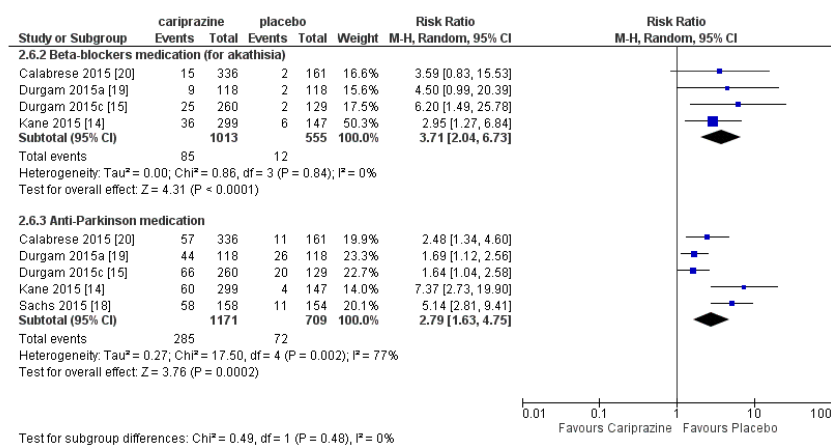 cariprazine placebo Risk Ratio Risk Ratio
Study or Subgroup Events Total Events Total Weight M-H, Random, 95% CI M-H, Random, 95% CI
2.6.2 Beta-blockers medication (for akathisia)
Calabrese 2015 [20] 15 336 2 161 16.6% 3.59 [0.83, 15.53]
Durgam 2015a [19] 9 118 2 118 15.6% 4.50 [0.99, 20.39]
Durgam 2015c [15] 25 260 2 129 17.5% 6.20 [1.49, 25.78]
Kane 2015 [14] 36 299 6 147 50.3% 2.95 [1.27, 6.84]
Subtotal (95% CI) 1013 555 100.0% 3.71 [2.04, 6.73]
Total events 85 12
Heterogeneity: Tau² = 0.00; Chi² = 0.86, df = 3 (P = 0.84); I² = 0%
Test for overall effect: Z = 4.31 (P < 0.0001)
2.6.3 Anti-Parkinson medication
Calabrese 2015 [20] 57 336 11 161 19.9% 2.48 [1.34, 4.60]
Durgam 2015a [19] 44 118 26 118 23.3% 1.69 [1.12, 2.56]
Durgam 2015c [15] 66 260 20 129 22.7% 1.64 [1.04, 2.58]
Kane 2015 [14] 60 299 4 147 14.0% 7.37 [2.73, 19.90]
Sachs 2015 [18] 58 158 11 154 20.1% 5.14 [2.81, 9.41]
Subtotal (95% CI) 1171 709 100.0% 2.79 [1.63, 4.75]
Total events 285 72
Heterogeneity: Tau² = 0.27; Chi² = 17.50, df = 4 (P = 0.002); I² = 77%
Test for overall effect: Z = 3.76 (P = 0.0002)
0.01 0.1 1 10 100
Favours Cariprazine Favours Placebo
Test for subgroup differences: Chi² = 0.49, df = 1 (P = 0.48), I² = 0%